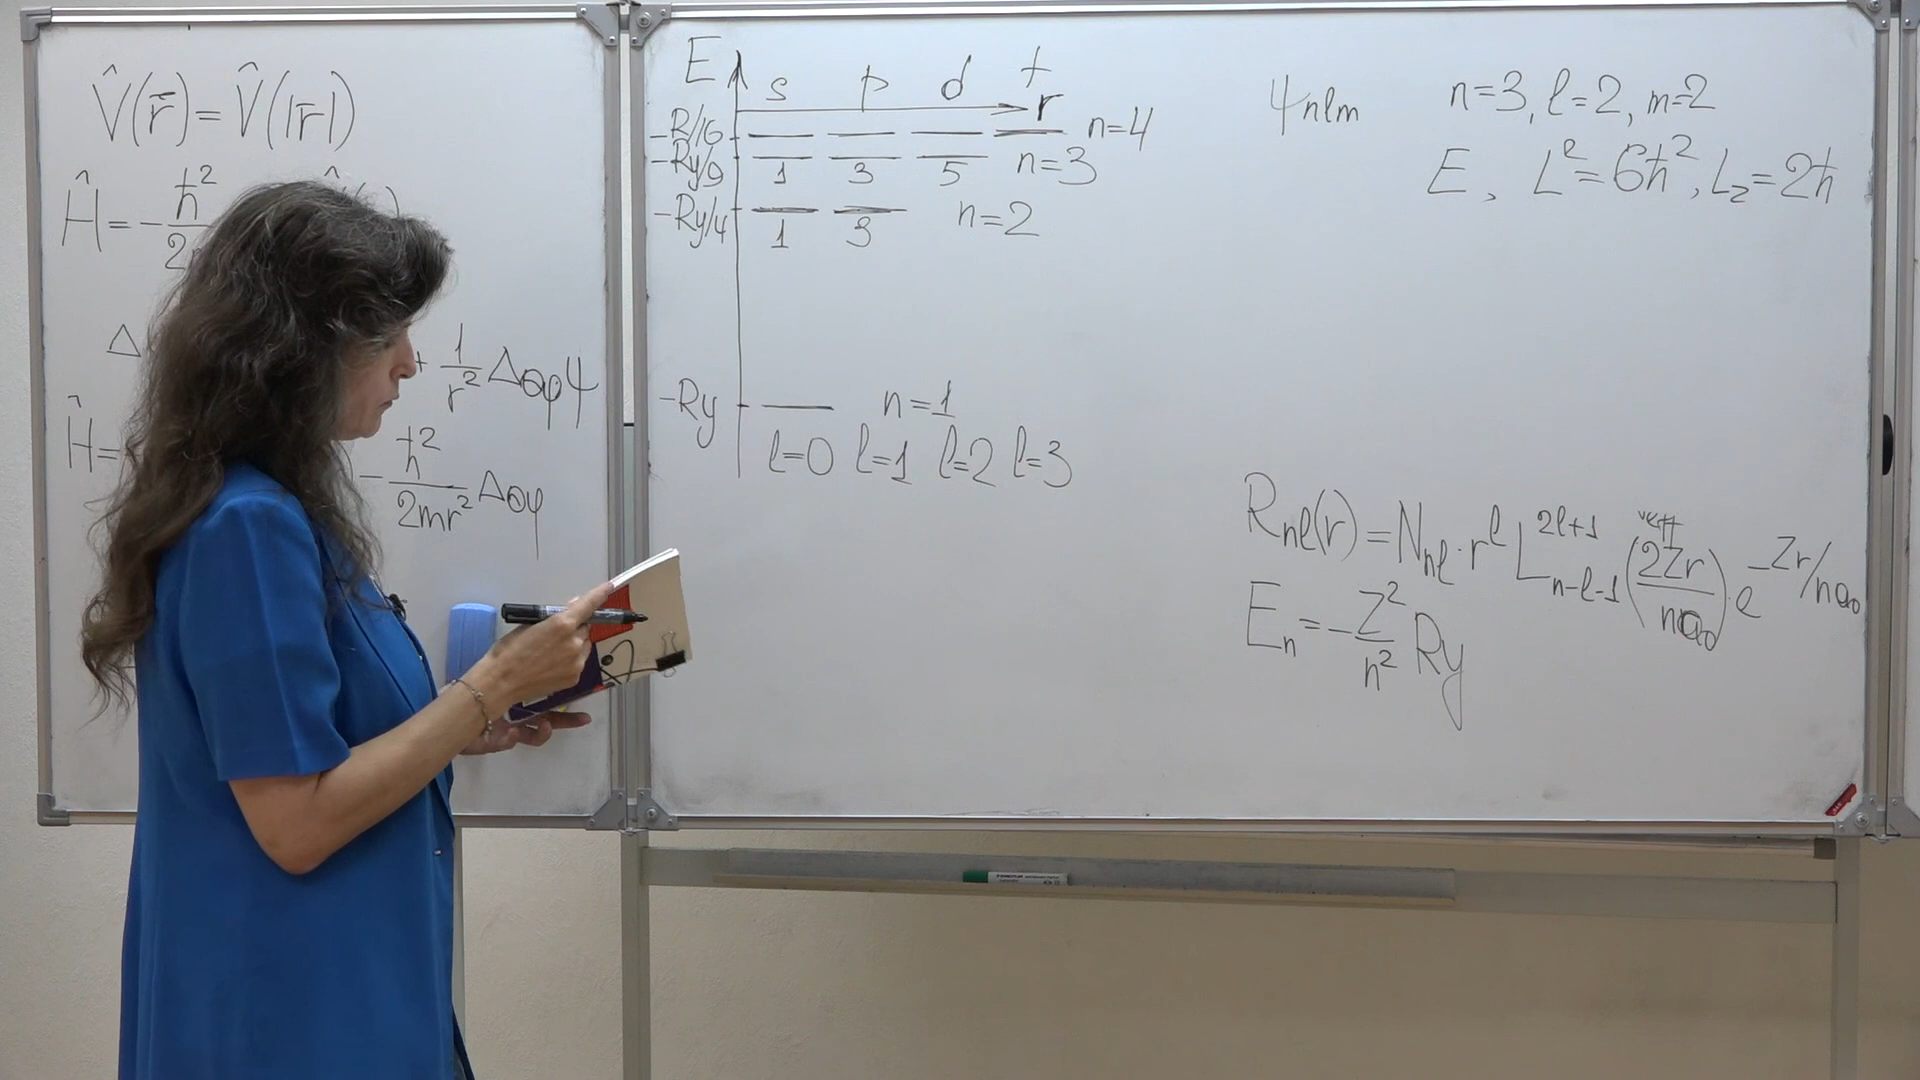 V̂(r̄)=V̂(|r̄|)
Ĥ=-ħ²/2
Δ + 1/r² Δθφψ
Ĥ= - ħ²/2mr² Δθφ
E s p d f
r
-R/16 n=4
-Ry/9 1 3 5 n=3
-Ry/4 1 3 n=2
-Ry n=1
l=0 l=1 l=2 l=3
ψnlm n=3, l=2, m=2
E, L²=6ħ², Lz=2ħ
Rnl(r)=Nnl·r^l L^{2l+1}_{n-l-1}(2Zr/na₀)·e^{-Zr/na₀}
En=-Z²/n² Ry